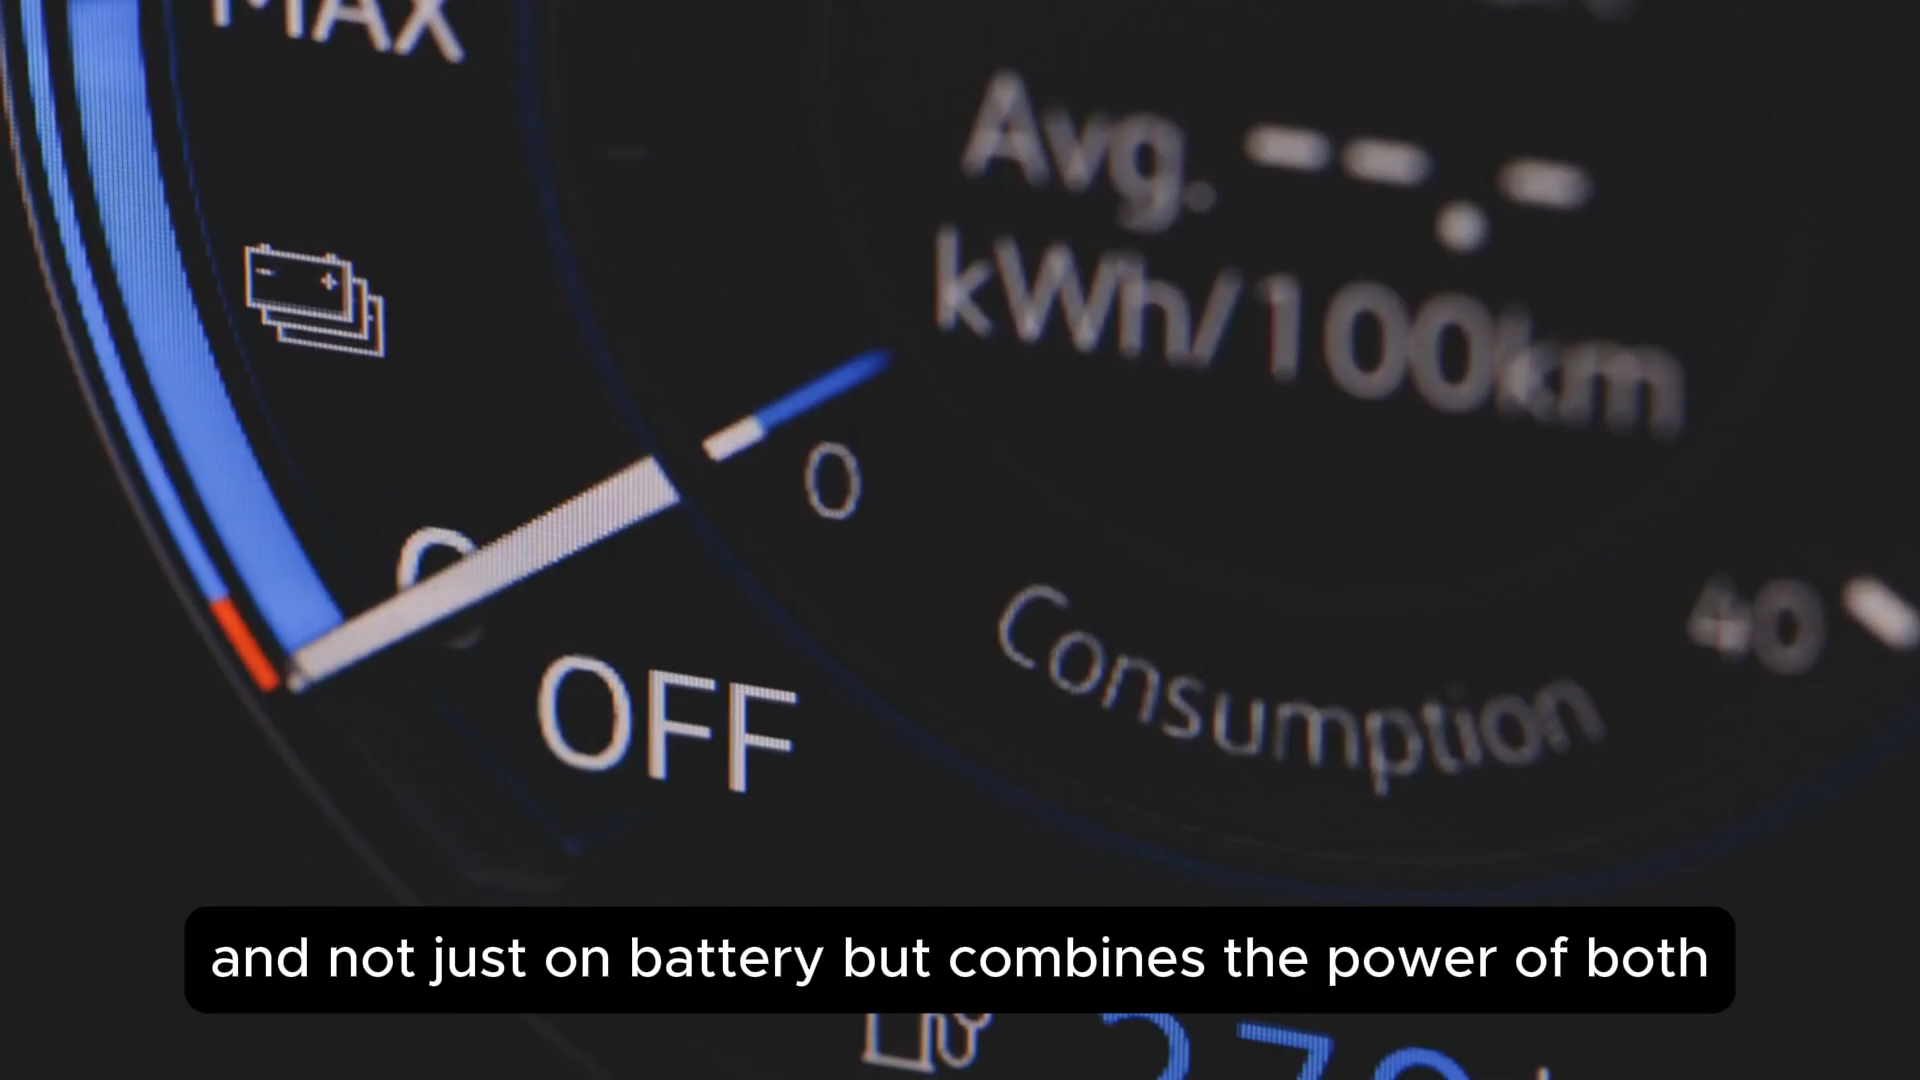 MAX
Avg. --.-
kWh/100km
0
0
OFF
Consumption
40
and not just on battery but combines the power of both